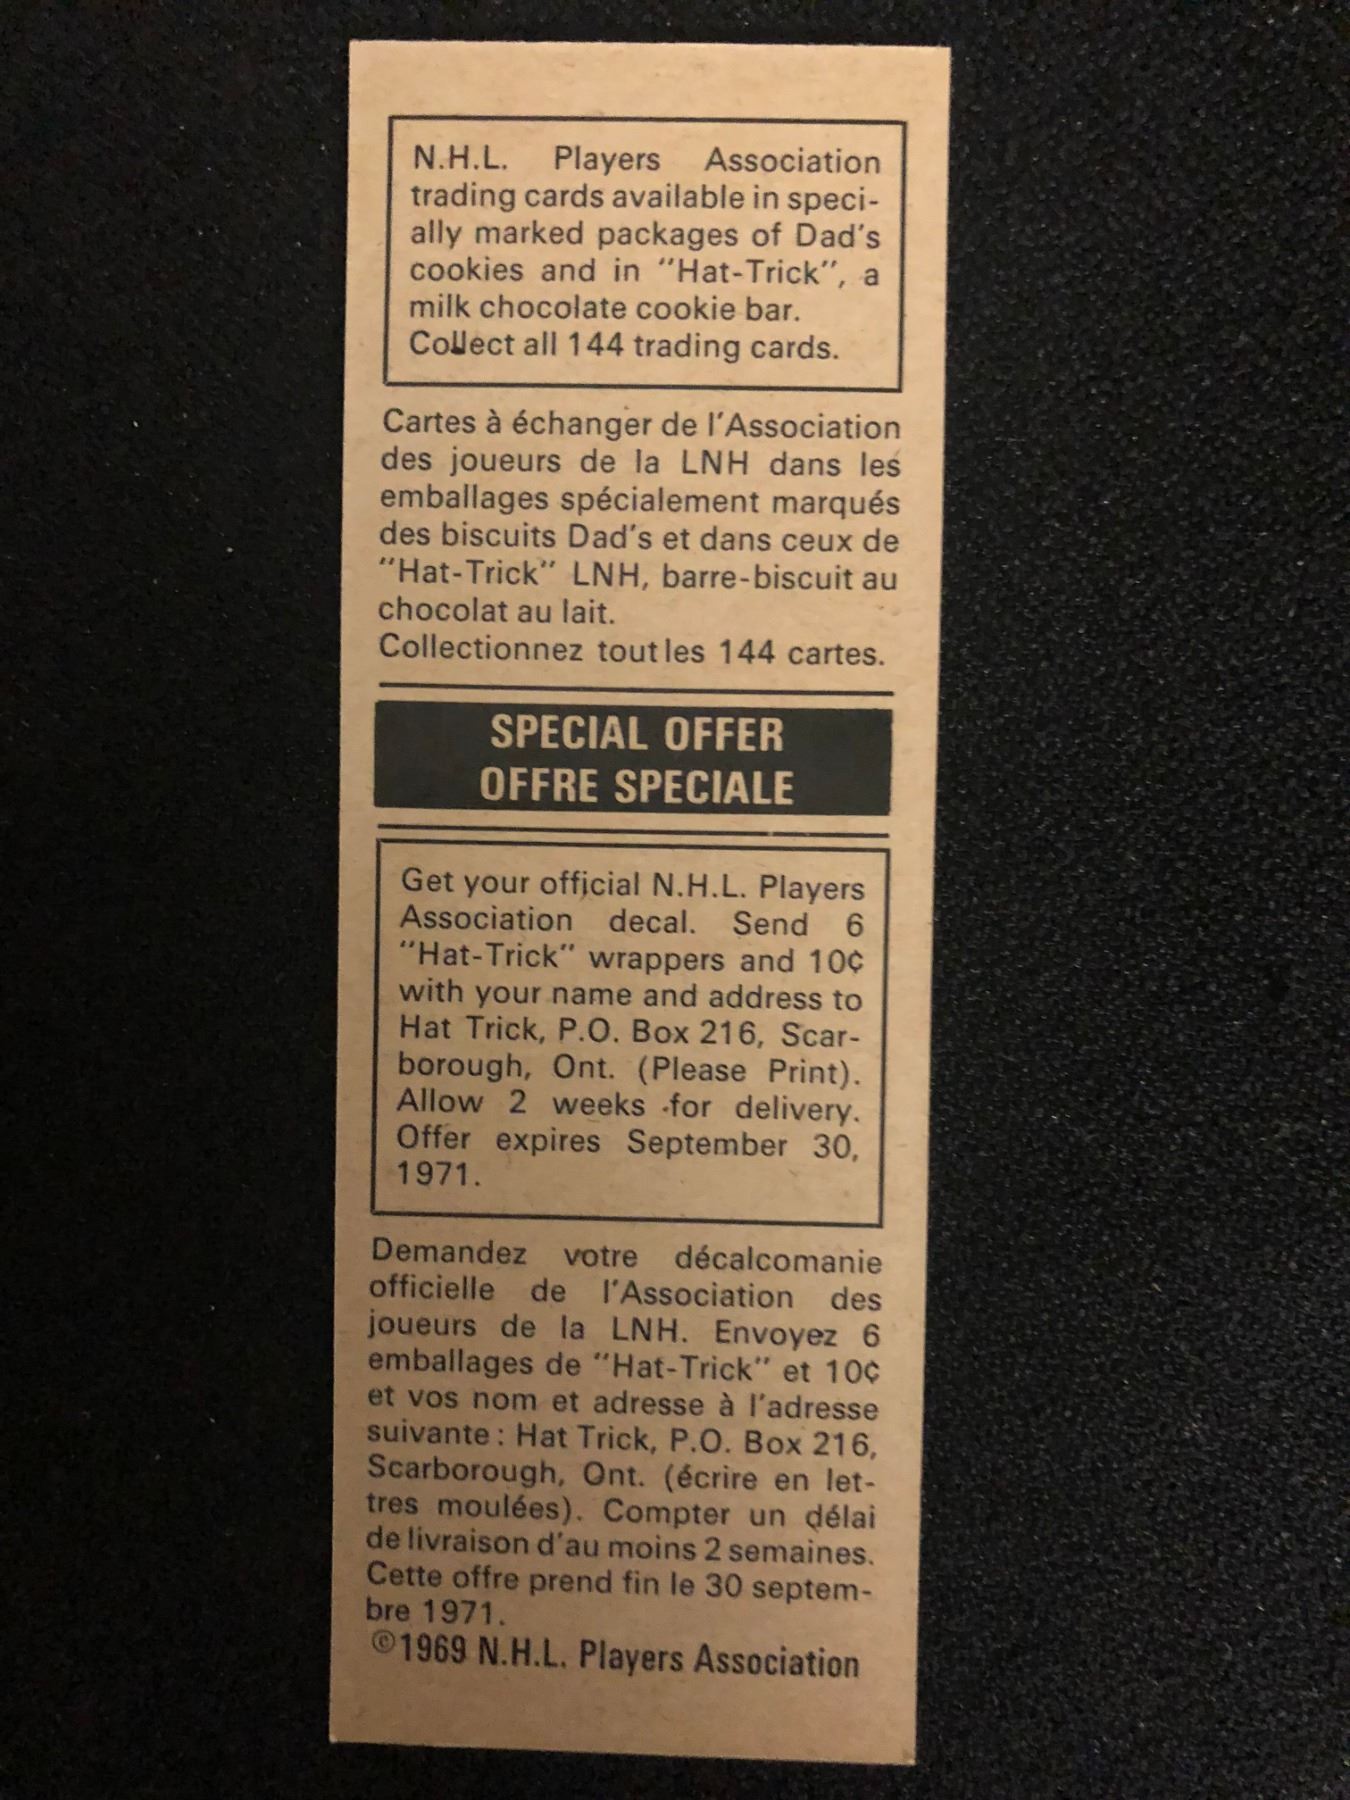 N.H.L. Players Association
trading cards available in speci-
ally marked packages of Dad's
cookies and in "Hat-Trick", a
milk chocolate cookie bar.
Collect all 144 trading cards.
Cartes à échanger de l'Association
des joueurs de la LNH dans les
emballages spécialement marqués
des biscuits Dad's et dans ceux de
"Hat-Trick" LNH, barre-biscuit au
chocolat au lait.
Collectionnez tout les 144 cartes.
SPECIAL OFFER
OFFRE SPECIALE
Get your official N.H.L. Players
Association decal. Send 6
"Hat-Trick" wrappers and 10¢
with your name and address to
Hat Trick, P.O. Box 216, Scar-
borough, Ont. (Please Print).
Allow 2 weeks for delivery.
Offer expires September 30,
1971.
Demandez votre décalcomanie
officielle de l'Association des
joueurs de la LNH. Envoyez 6
emballages de "Hat-Trick" et 10¢
et vos nom et adresse à l'adresse
suivante : Hat Trick, P.O. Box 216,
Scarborough, Ont. (écrire en let-
tres moulées). Compter un délai
de livraison d'au moins 2 semaines.
Cette offre prend fin le 30 septem-
bre 1971.
©1969 N.H.L. Players Association